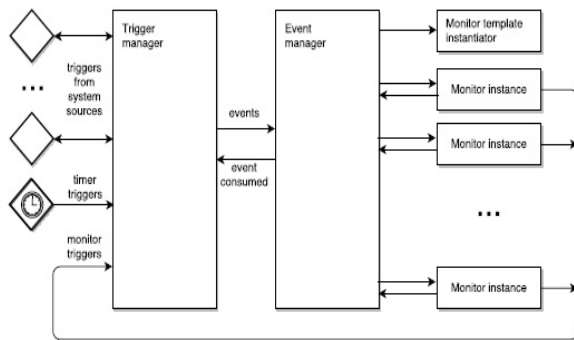 Trigger
manager
Event
manager
Monitor template
instantiator
triggers
from
system
sources
...
Monitor instance
events
Monitor instance
event
consumed
timer
triggers
...
monitor
triggers
Monitor instance